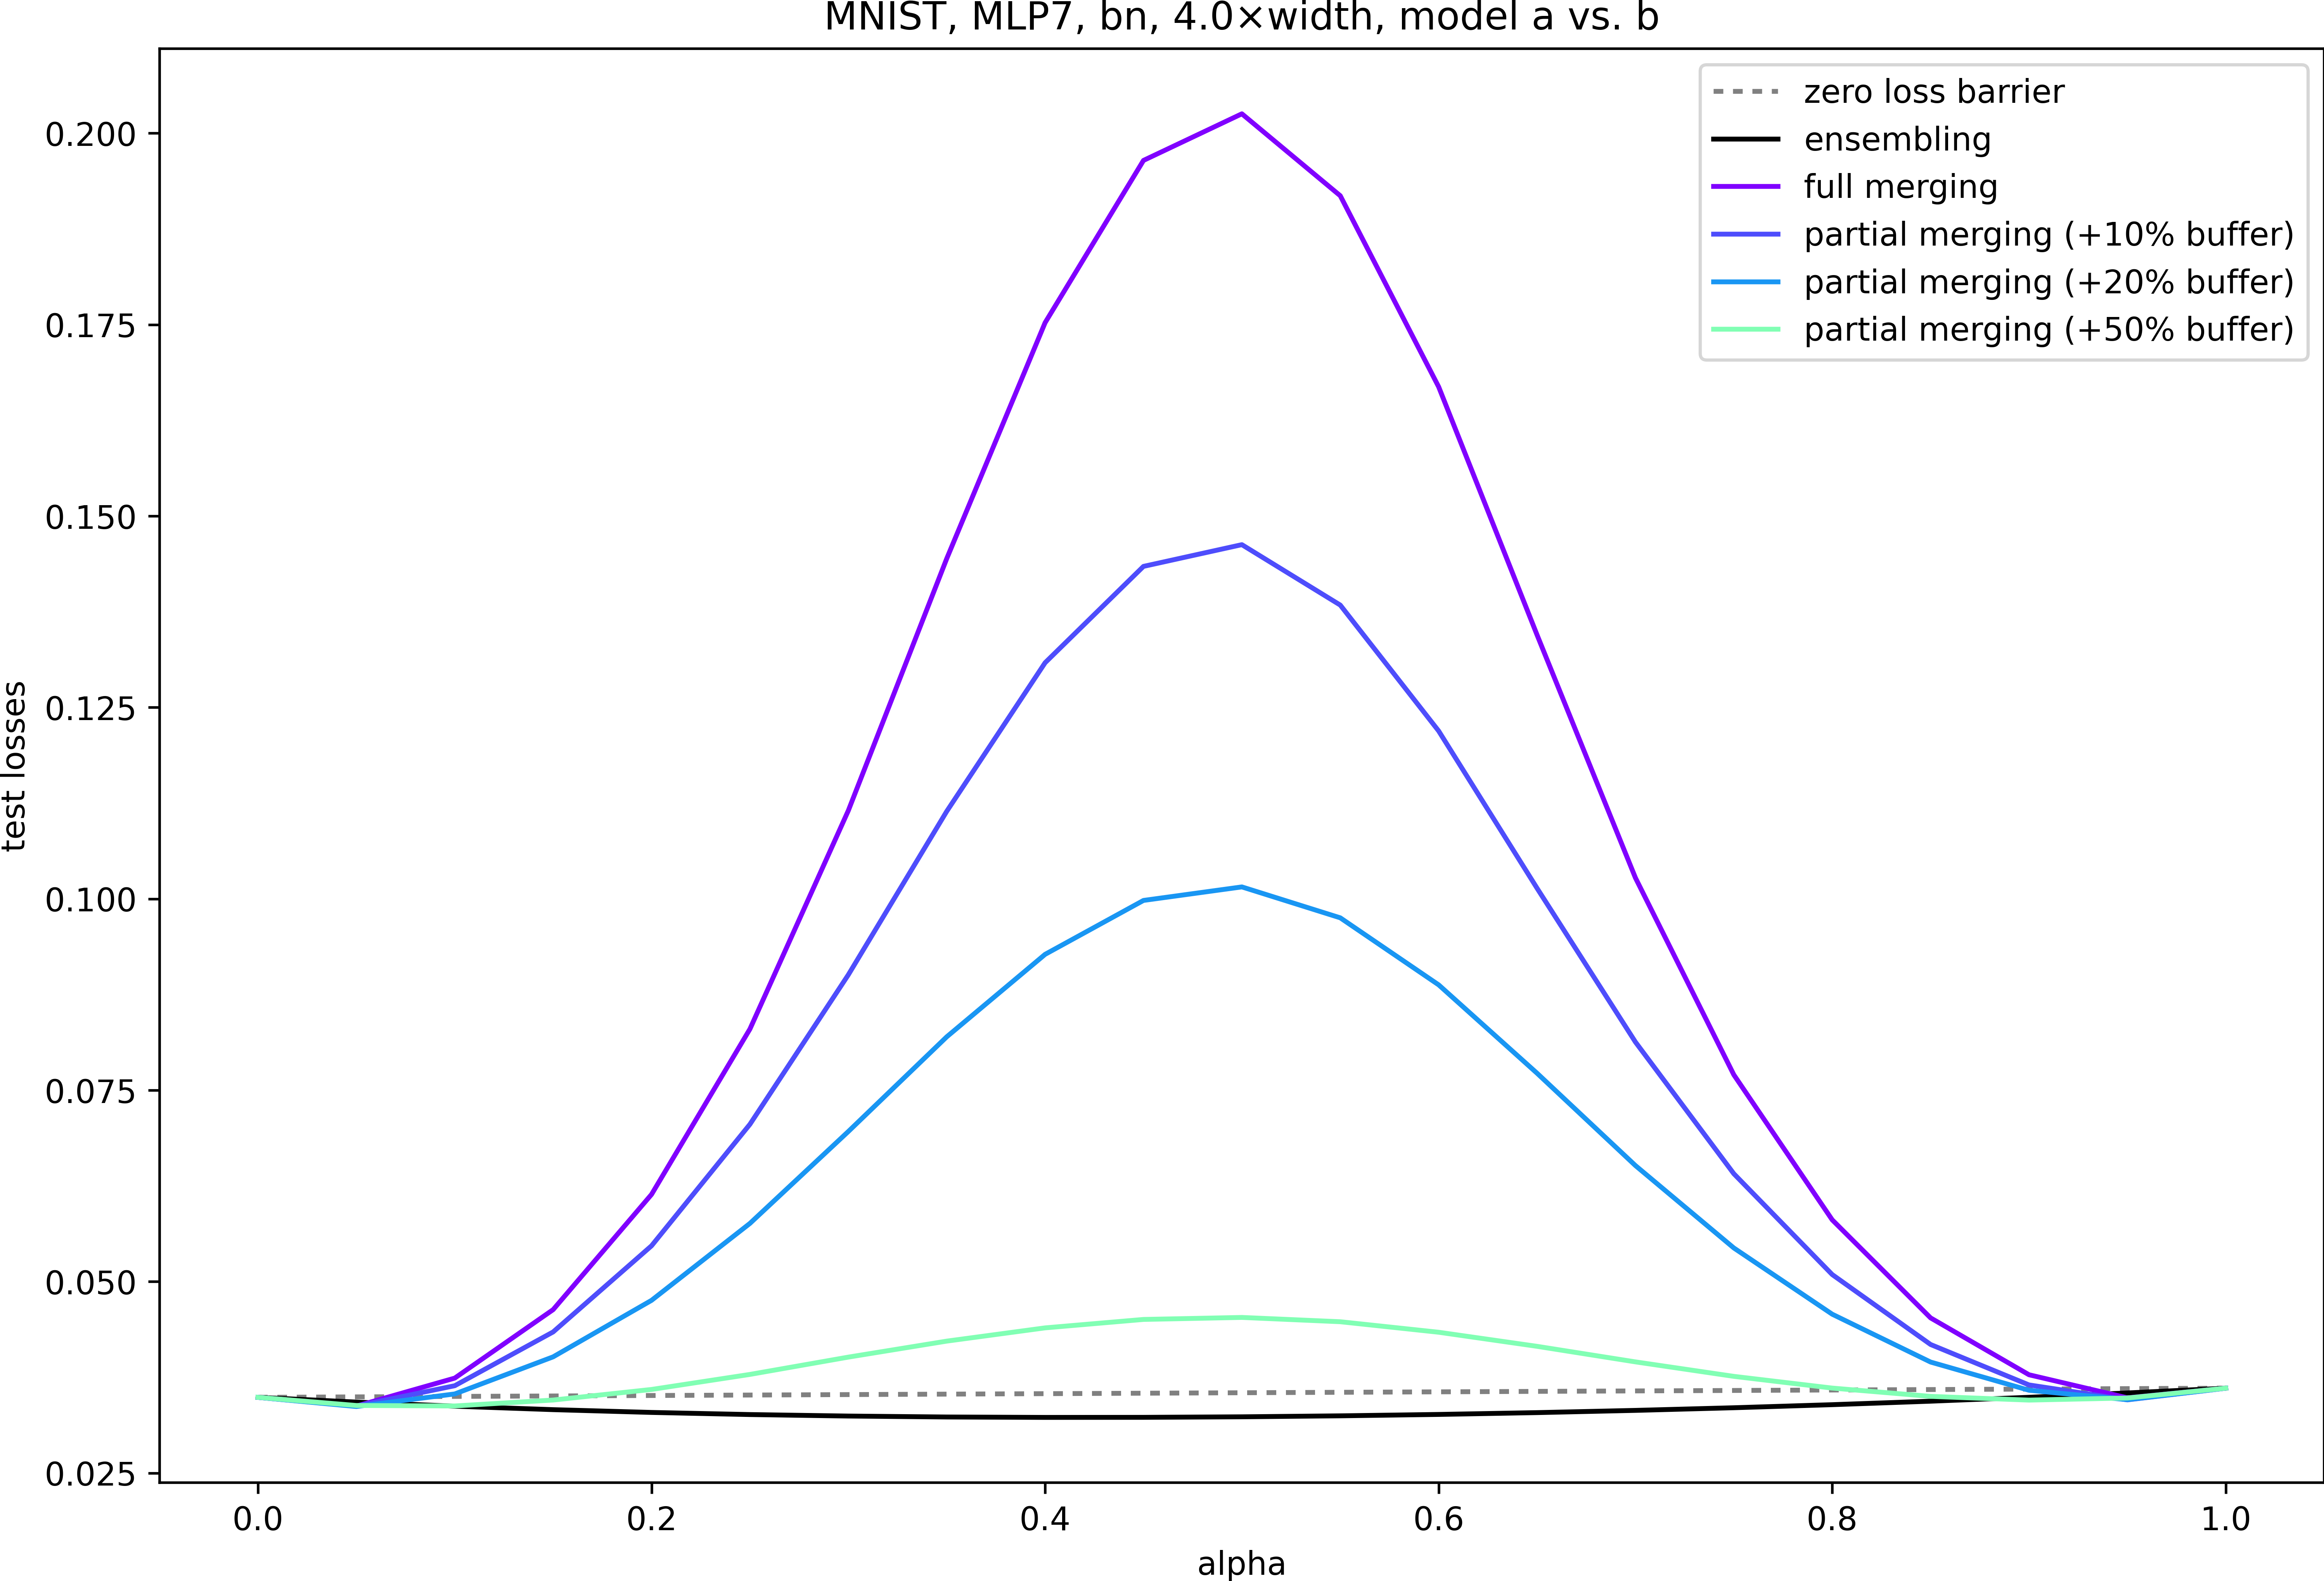 MNIST, MLP7, bn, 4.0×width, model a vs. b
zero loss barrier
ensembling
full merging
partial merging (+10% buffer)
partial merging (+20% buffer)
partial merging (+50% buffer)
test losses
0.200
0.175
0.150
0.125
0.100
0.075
0.050
0.025
0.0 0.2 0.4 0.6 0.8 1.0
alpha